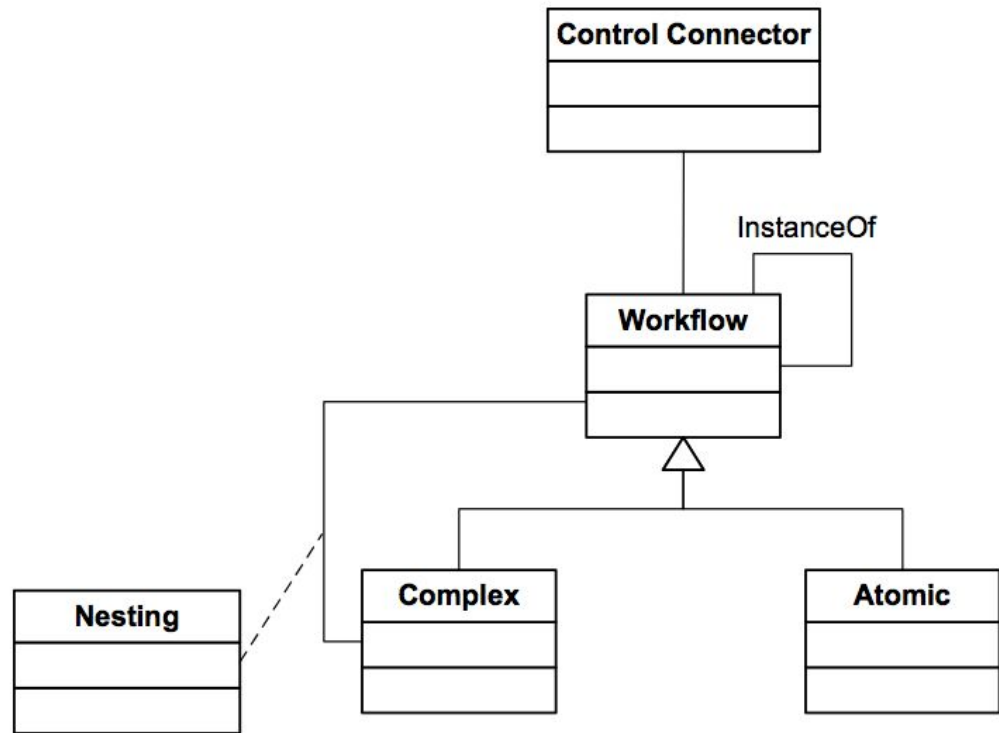 Control Connector
InstanceOf
Workflow
Complex
Atomic
Nesting